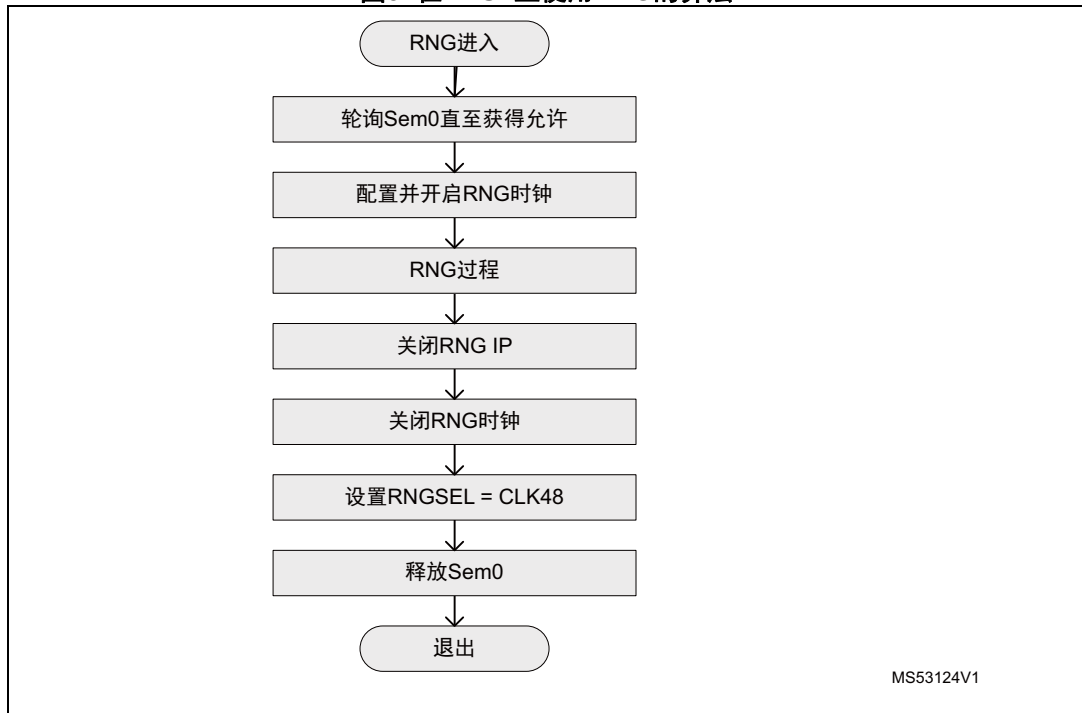 RNG进入
轮询Sem0直至获得允许
配置并开启RNG时钟
RNG过程
关闭RNG IP
关闭RNG时钟
设置RNGSEL = CLK48
释放Sem0
退出
MS53124V1